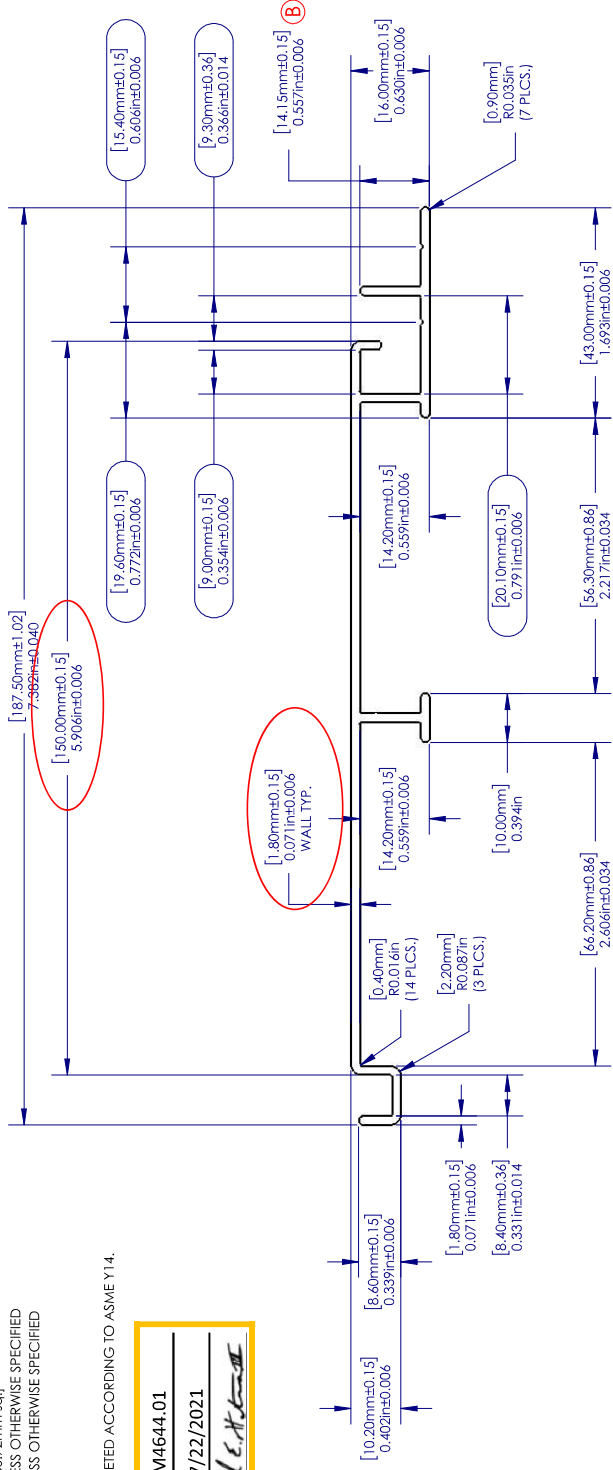 ESS OTHERWISE SPECIFIED
SS OTHERWISE SPECIFIED
ETED ACCORDING TO ASME Y14.
M4644.01
7/22/2021
[187.50mm±1.02]
7.382in±0.040
[150.00mm±0.15]
5.906in±0.006
[19.60mm±0.15]
0.772in±0.006
[15.40mm±0.15]
0.606in±0.006
[9.00mm±0.15]
0.354in±0.006
[9.30mm±0.36]
0.366in±0.014
[14.15mm±0.15]
0.557in±0.006
B
[16.00mm±0.15]
0.630in±0.006
[1.80mm±0.15]
0.071in±0.006
WALL TYP.
[0.90mm]
R0.035in
(7 PLCS.)
[10.20mm±0.15]
0.402in±0.006
[8.60mm±0.15]
0.339in±0.006
[0.40mm]
R0.016in
(14 PLCS.)
[2.20mm]
R0.087in
(3 PLCS.)
[14.20mm±0.15]
0.559in±0.006
[14.20mm±0.15]
0.559in±0.006
[1.80mm±0.15]
0.071in±0.006
[8.40mm±0.36]
0.331in±0.014
[10.00mm]
0.394in
[20.10mm±0.15]
0.791in±0.006
[66.20mm±0.86]
2.606in±0.034
[56.30mm±0.86]
2.217in±0.034
[43.00mm±0.15]
1.693in±0.006